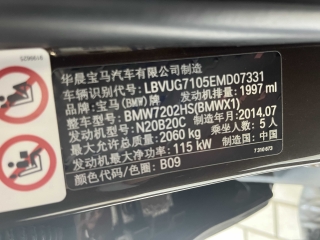 华晨宝马汽车有限公司制造
车辆识别代号: LBVUG7105EMD07331
品牌: 宝马(BMW)牌 发动机排量: 1997 ml
整车型号: BMW7202HS(BMWX1)
发动机型号: N20B20C 制造年月: 2014.07
最大允许总质量: 2060 kg 乘坐人数: 5 人
发动机最大净功率: 115 kW 制造国: 中国
颜色代码/色图: B09